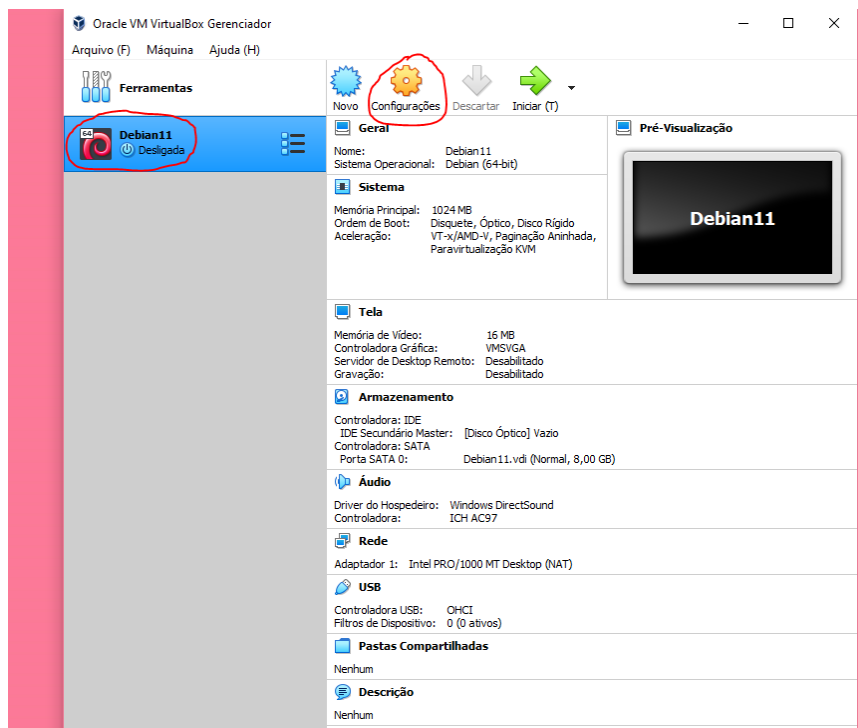 Oracle VM VirtualBox Gerenciador
Arquivo (F) Máquina Ajuda (H)
Ferramentas
Novo Configurações Descartar Iniciar (T)
64
Debian11
Desligada
Geral
Nome: Debian11
Sistema Operacional: Debian (64-bit)
Pré-Visualização
Debian11
Sistema
Memória Principal: 1024 MB
Ordem de Boot: Disquete, Óptico, Disco Rígido
Aceleração: VT-x/AMD-V, Paginação Aninhada,
Paravirtualização KVM
Tela
Memória de Vídeo: 16 MB
Controladora Gráfica: VMSVGA
Servidor de Desktop Remoto: Desabilitado
Gravação: Desabilitado
Armazenamento
Controladora: IDE
IDE Secundário Master: [Disco Óptico] Vazio
Controladora: SATA
Porta SATA 0: Debian11.vdi (Normal, 8,00 GB)
Áudio
Driver do Hospedeiro: Windows DirectSound
Controladora: ICH AC97
Rede
Adaptador 1: Intel PRO/1000 MT Desktop (NAT)
USB
Controladora USB: OHCI
Filtros de Dispositivo: 0 (0 ativos)
Pastas Compartilhadas
Nenhum
Descrição
Nenhum